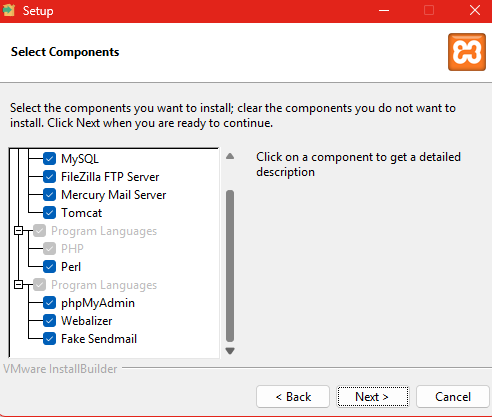 Setup
Select Components
Select the components you want to install; clear the components you do not want to
install. Click Next when you are ready to continue.
MySQL
FileZilla FTP Server
Mercury Mail Server
Tomcat
Program Languages
PHP
Perl
Program Languages
phpMyAdmin
Webalizer
Fake Sendmail
Click on a component to get a detailed
description
VMware InstallBuilder
< Back
Next >
Cancel